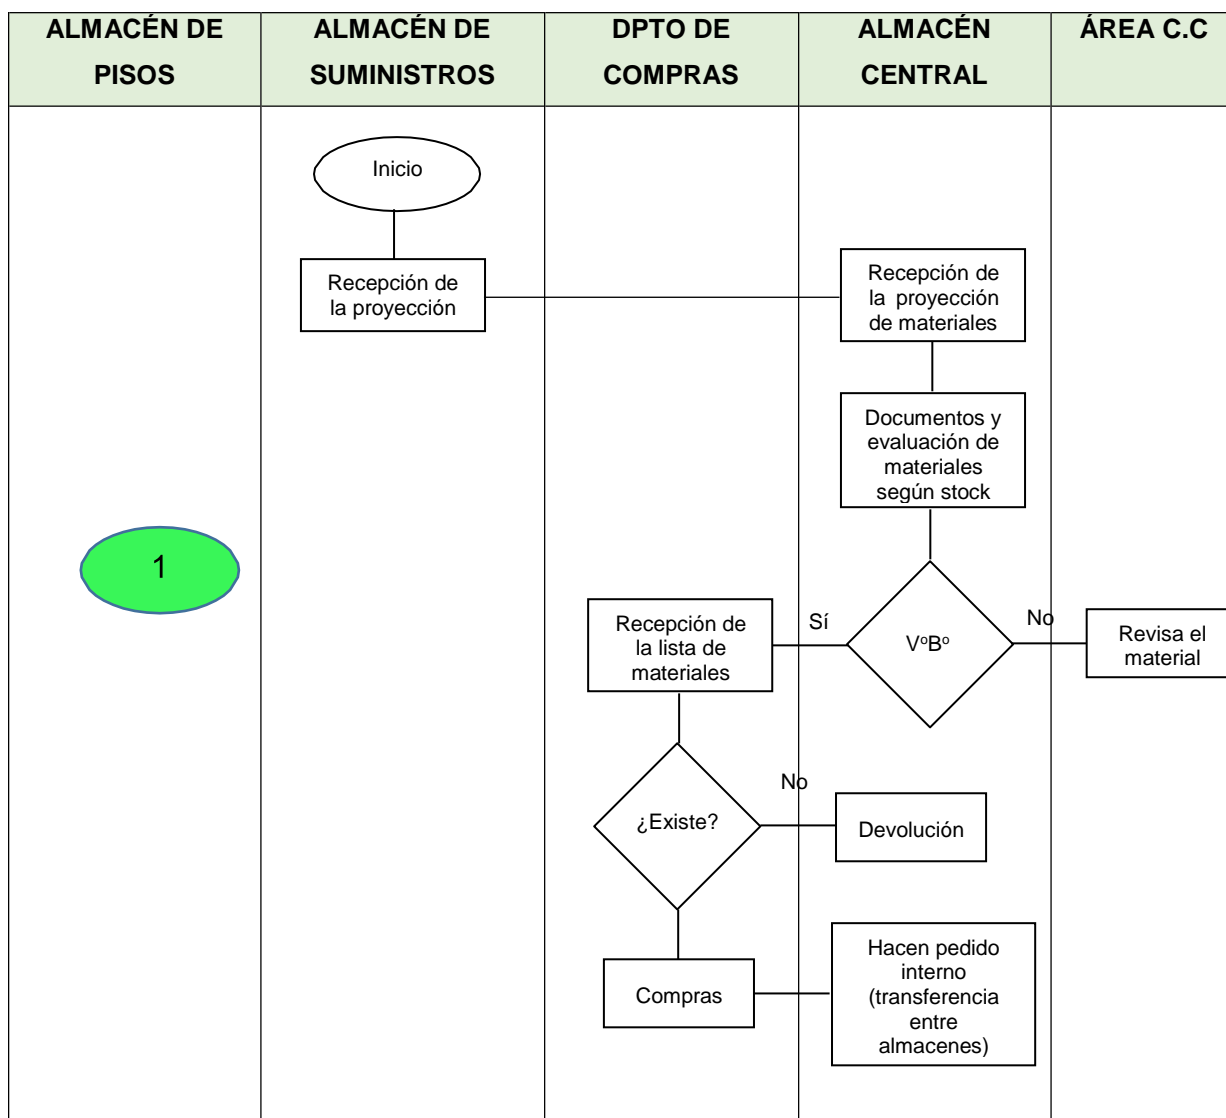 ALMACÉN DE
PISOS
ALMACÉN DE
SUMINISTROS
DPTO DE
COMPRAS
ALMACÉN
CENTRAL
ÁREA C.C
Inicio
Recepción de
la proyección
Recepción de
la proyección
de materiales
Documentos y
evaluación de
materiales
según stock
1
Recepción de
la lista de
materiales
Sí
VºBº
No
Revisa el
material
¿Existe?
No
Devolución
Compras
Hacen pedido
interno
(transferencia
entre
almacenes)